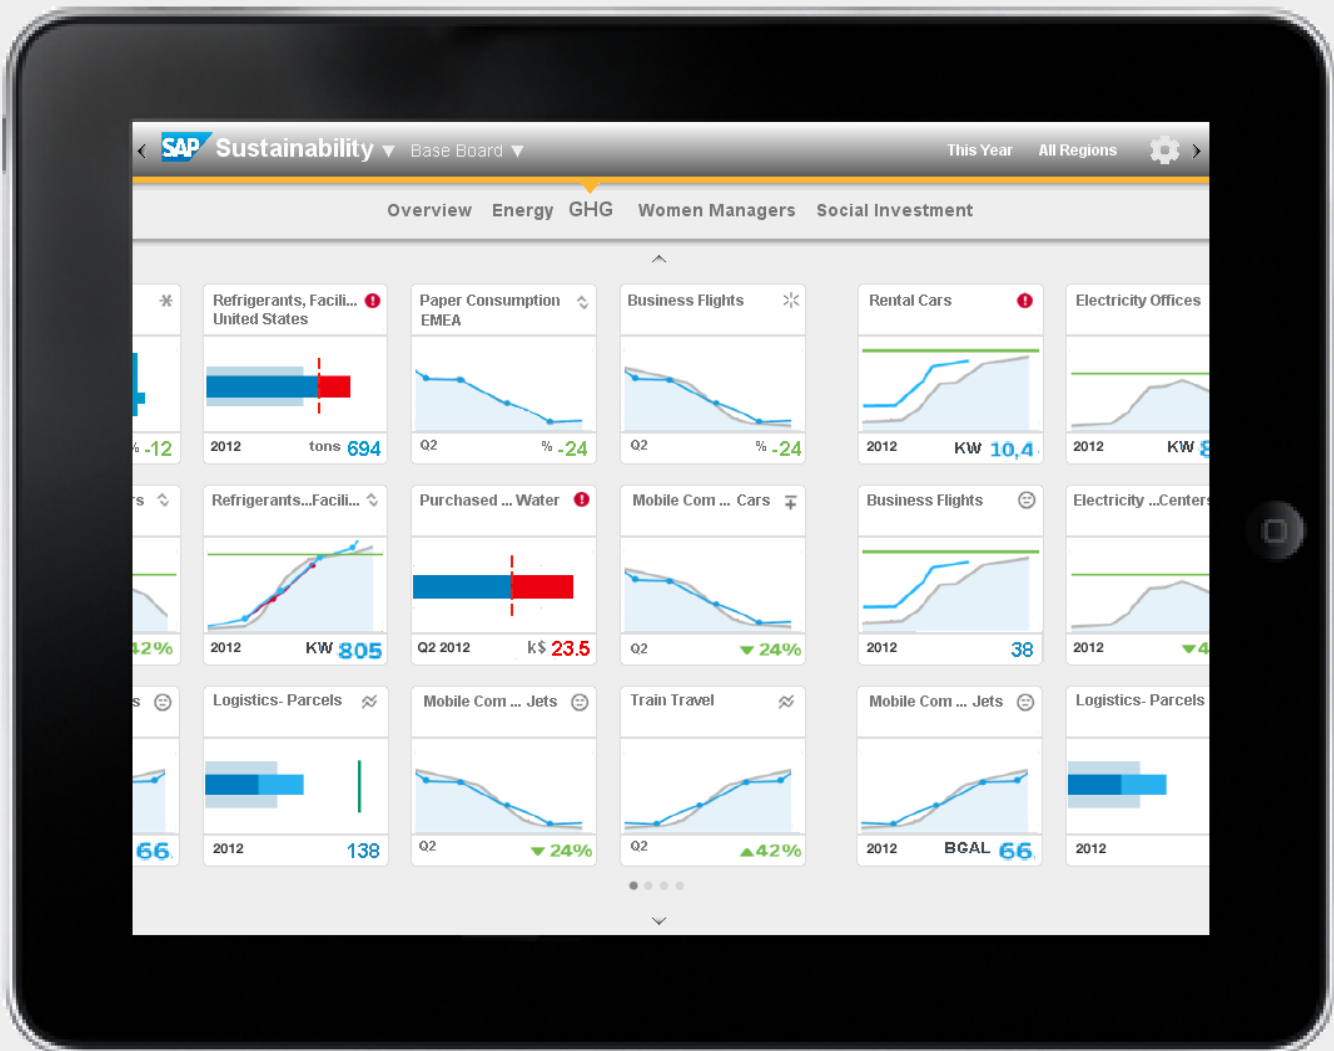 SAP Sustainability ▼ Base Board ▼ This Year All Regions
Overview Energy GHG Women Managers Social Investment
Refrigerants, Facili...
United States
Paper Consumption
EMEA
Business Flights
Rental Cars
Electricity Offices
% -12
2012 tons 694
Q2 % -24
Q2 % -24
2012 KW 10,4
2012 KW
s
Refrigerants...Facili...
Purchased ... Water
Mobile Com ... Cars
Business Flights
Electricity ...Centers
42%
2012 KW 805
Q2 2012 k$ 23.5
Q2 ▼24%
2012 38
2012 ▼4
s
Logistics- Parcels
Mobile Com ... Jets
Train Travel
Mobile Com ... Jets
Logistics- Parcels
66
2012 138
Q2 ▼24%
Q2 ▲42%
2012 BGAL 66
2012